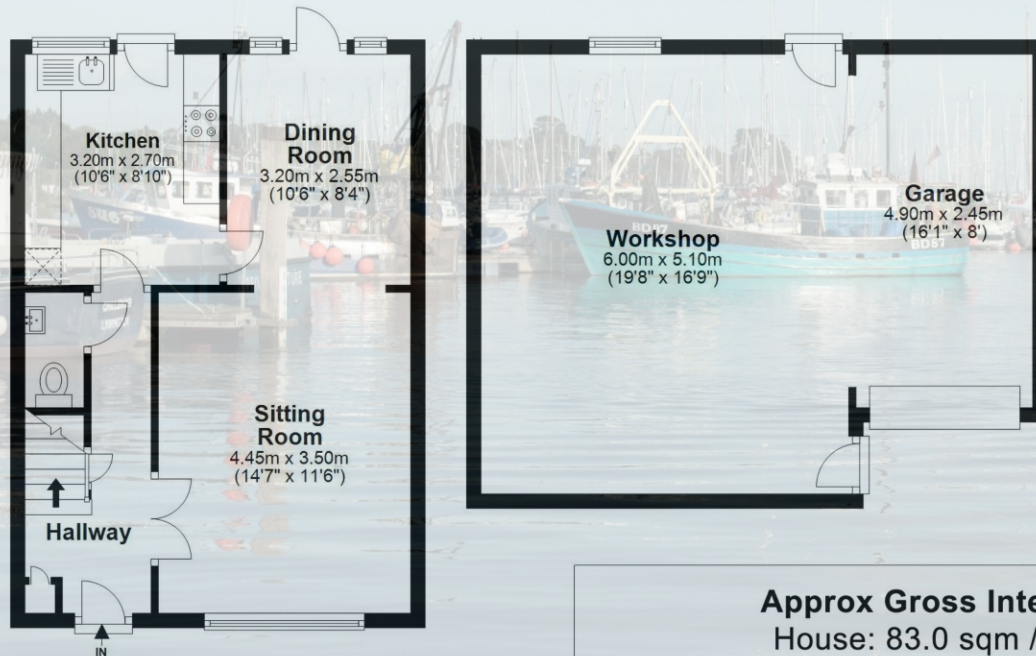 Kitchen
3.20m x 2.70m
(10'6" x 8'10")
Dining
Room
3.20m x 2.55m
(10'6" x 8'4")
Workshop
6.00m x 5.10m
(19'8" x 16'9")
Garage
4.90m x 2.45m
(16'1" x 8')
BD87
BD87
Sitting
Room
4.45m x 3.50m
(14'7" x 11'6")
Hallway
IN
Approx Gross Inte
House: 83.0 sqm /